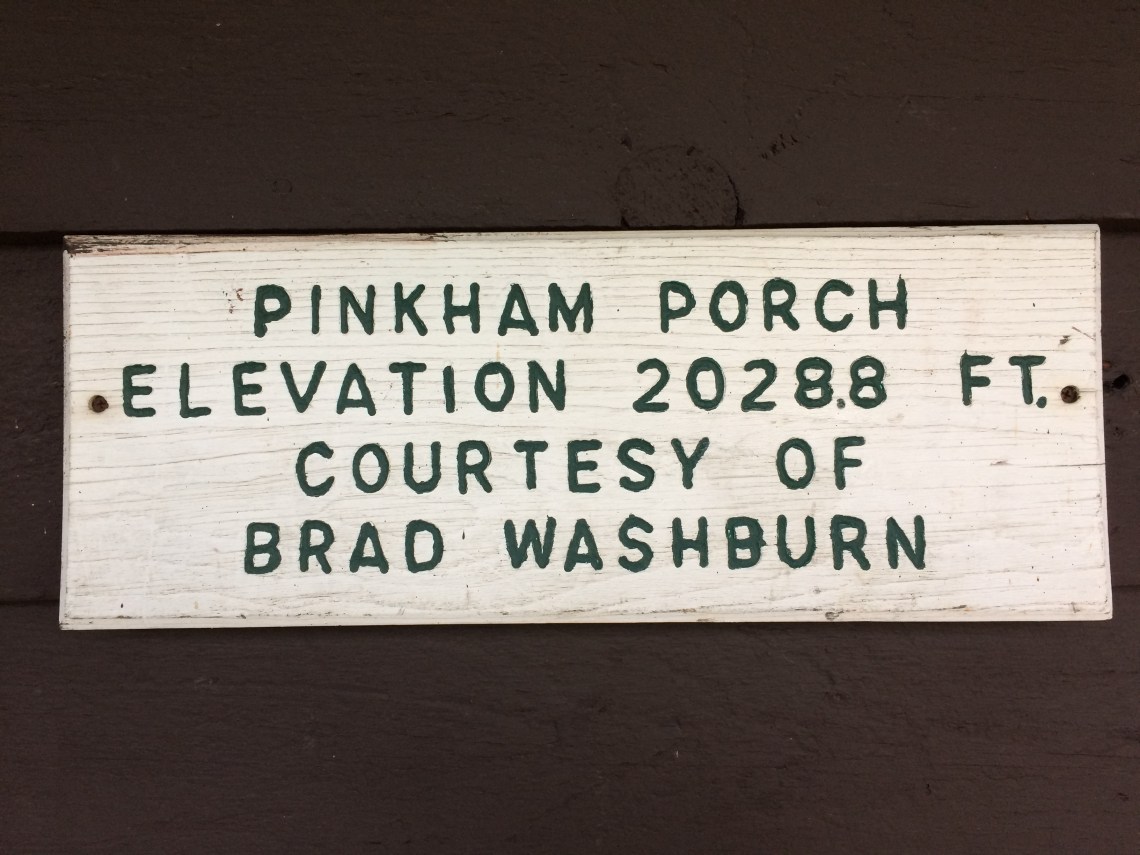 PINKHAM PORCH
ELEVATION 2028.8 FT.
COURTESY OF
BRAD WASHBURN